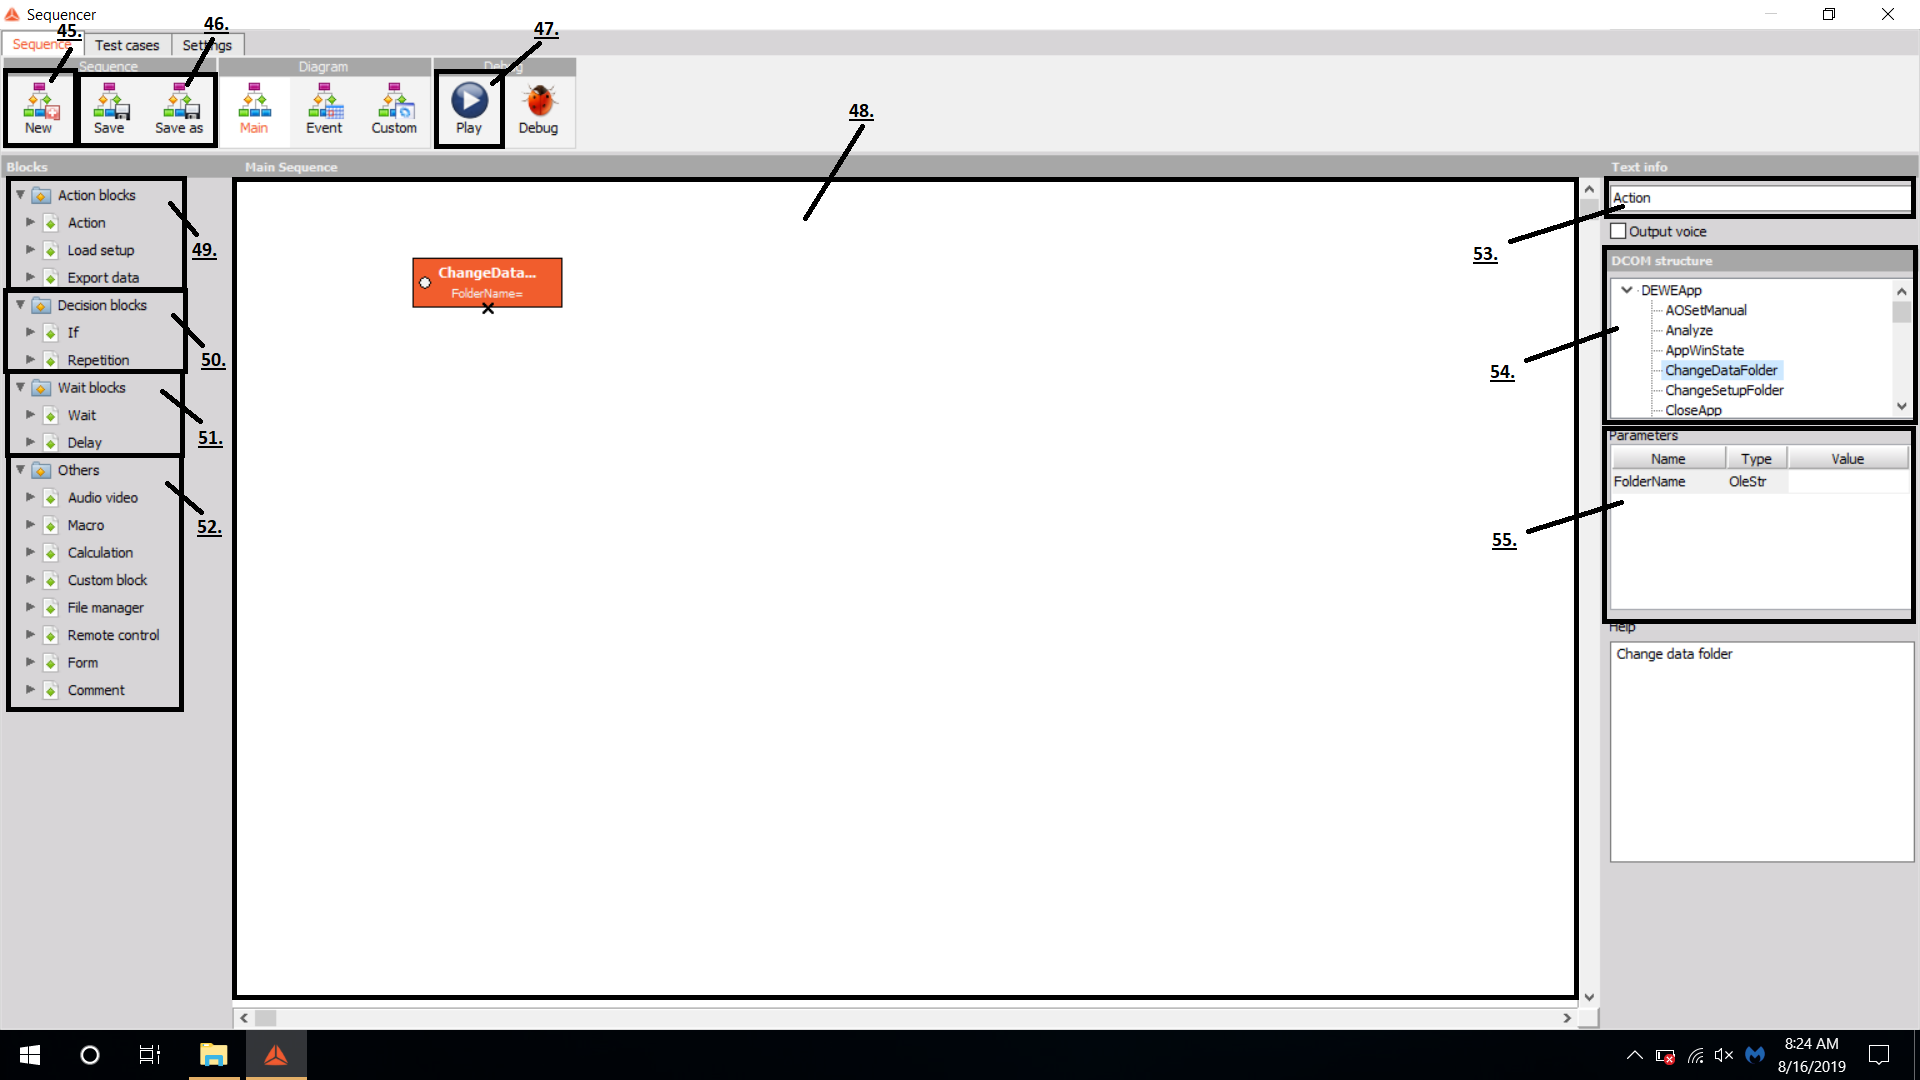 Sequencer
45.
46.
47.
Sequence
Test cases
Settings
Sequence
Diagram
Debug
New
Save
Save as
Main
Event
Custom
Play
Debug
48.
Blocks
Main Sequence
Text info
Action blocks
Action
Load setup
Export data
49.
Decision blocks
If
Repetition
50.
Wait blocks
Wait
Delay
51.
Others
Audio video
Macro
Calculation
Custom block
File manager
Remote control
Form
Comment
52.
ChangeData...
FolderName=
Action
53.
Output voice
DCOM structure
DEWEApp
AOSetManual
Analyze
AppWinState
ChangeDataFolder
ChangeSetupFolder
CloseApp
54.
Parameters
Name Type Value
FolderName OleStr
55.
Help
Change data folder
8:24 AM
8/16/2019